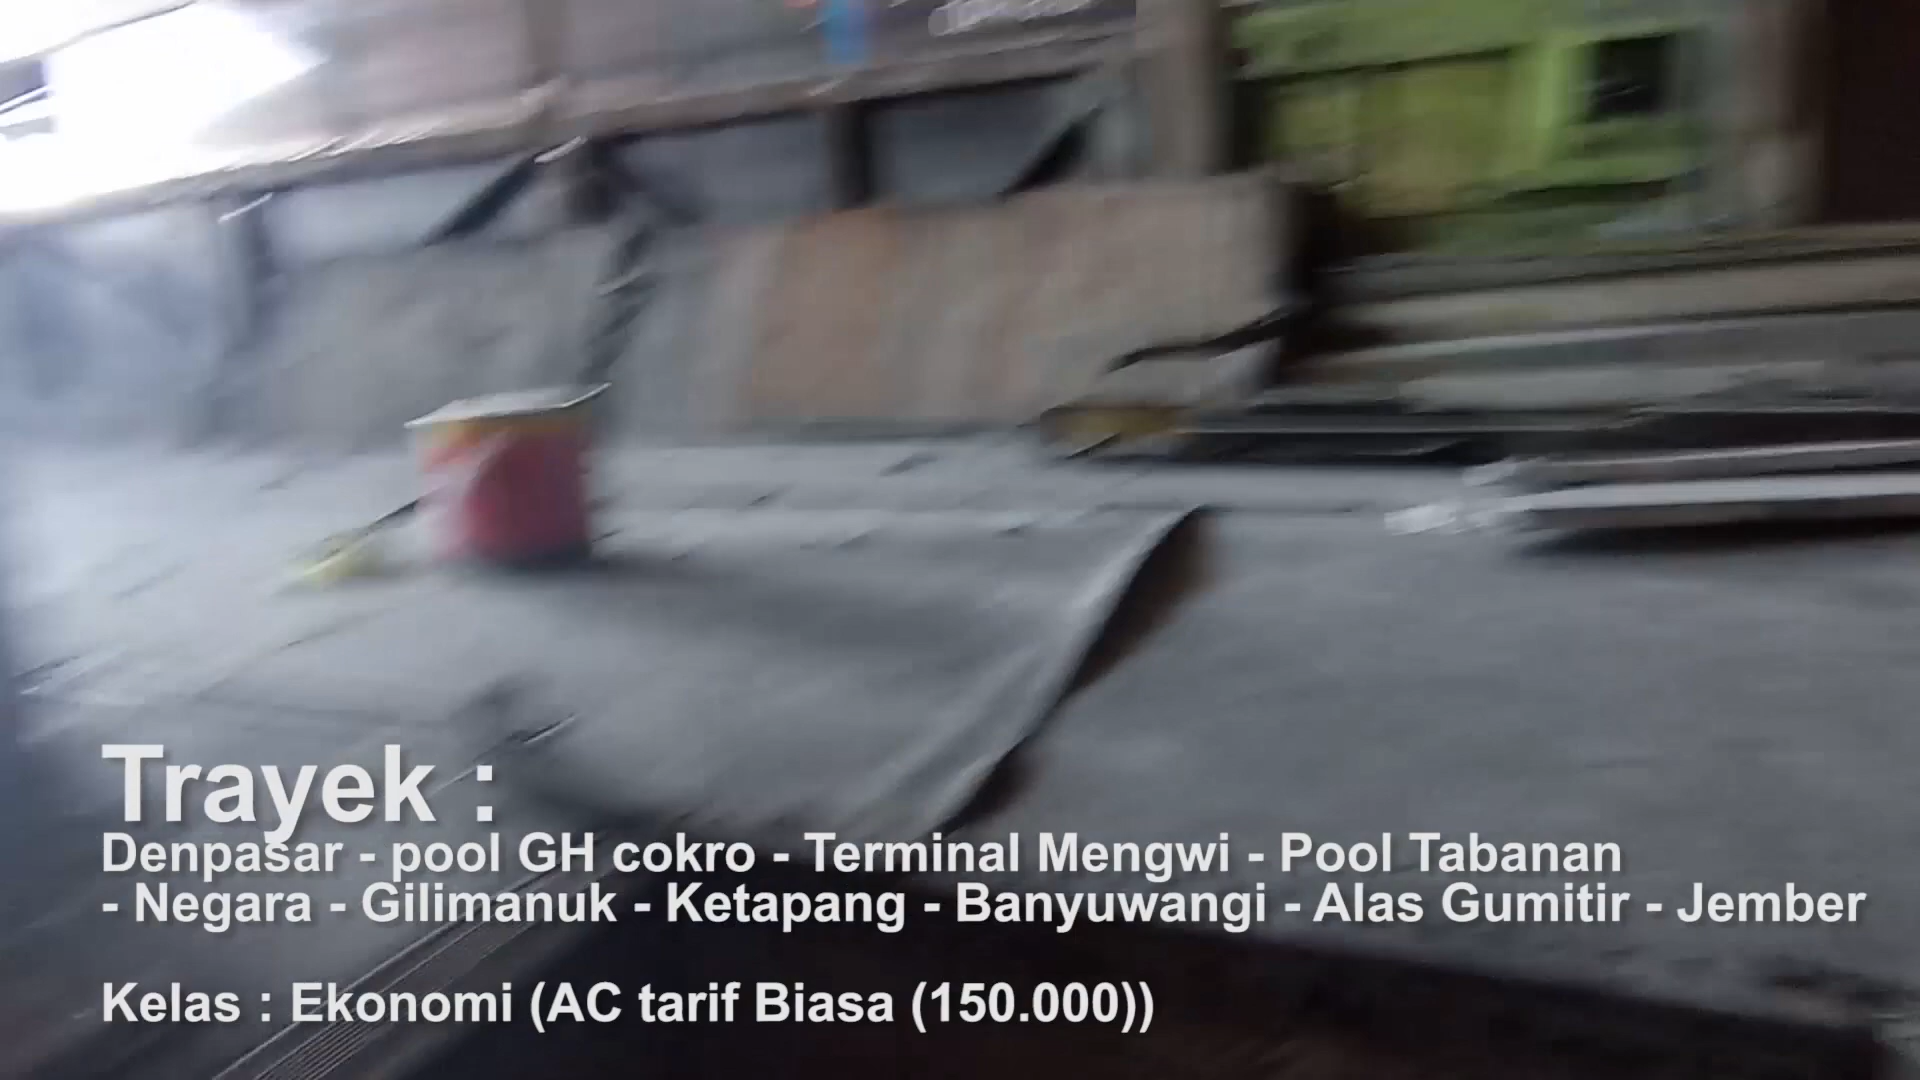 Trayek :
Denpasar - pool GH cokro - Terminal Mengwi - Pool Tabanan
- Negara - Gilimanuk - Ketapang - Banyuwangi - Alas Gumitir - Jember
Kelas : Ekonomi (AC tarif Biasa (150.000))